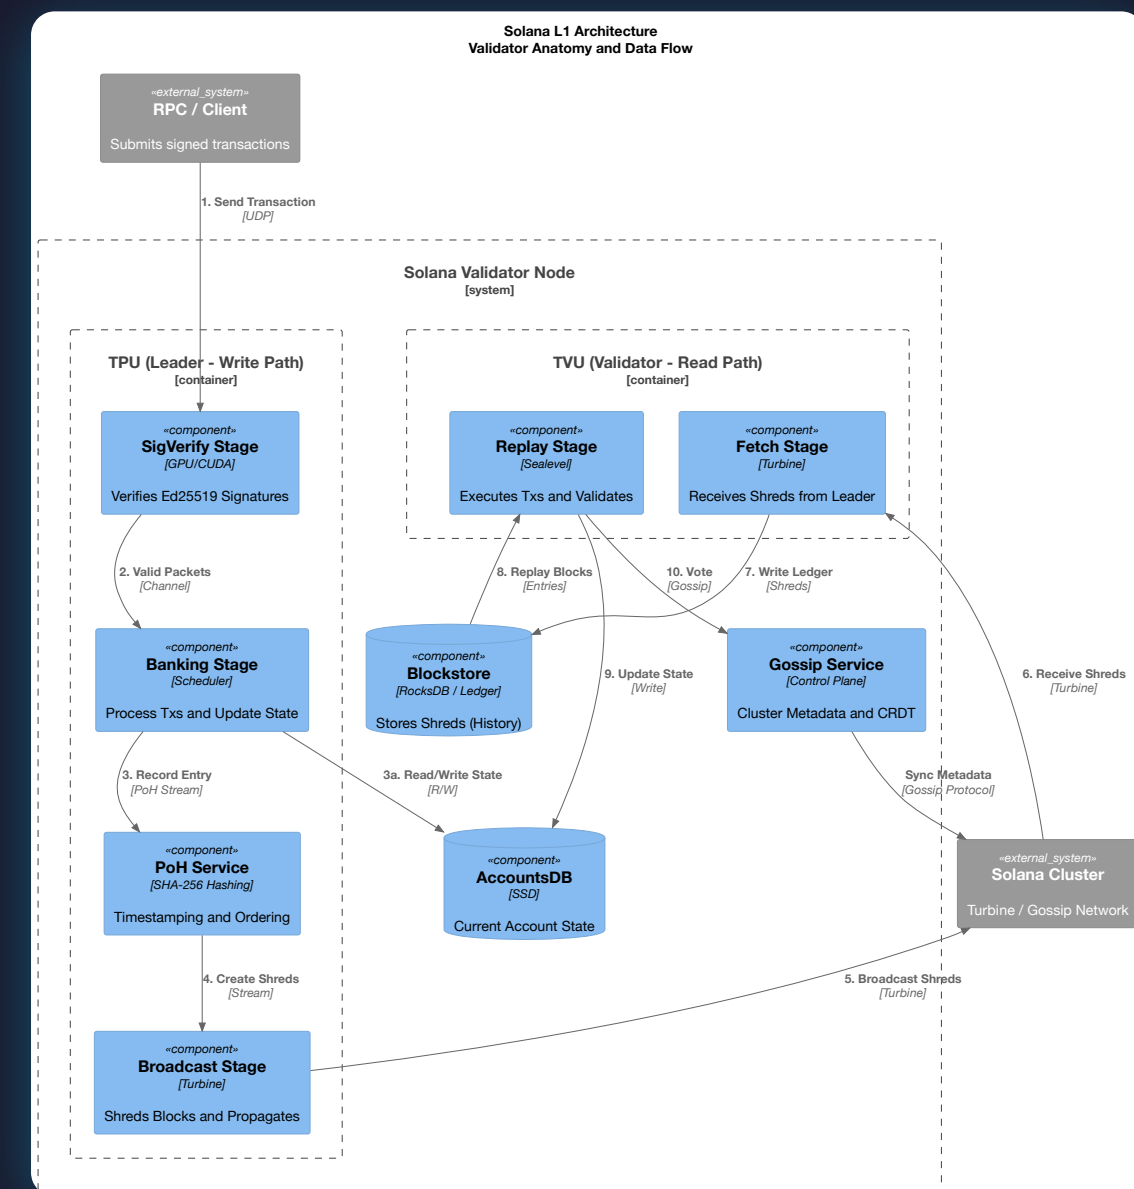 Solana L1 Architecture
Validator Anatomy and Data Flow
«external_system»
RPC / Client
Submits signed transactions
1. Send Transaction
[UDP]
Solana Validator Node
[system]
TPU (Leader - Write Path)
[container]
TVU (Validator - Read Path)
[container]
«component»
SigVerify Stage
[GPU/CUDA]
Verifies Ed25519 Signatures
«component»
Replay Stage
[Sealevel]
Executes Txs and Validates
«component»
Fetch Stage
[Turbine]
Receives Shreds from Leader
2. Valid Packets
[Channel]
8. Replay Blocks
[Entries]
10. Vote
[Gossip]
7. Write Ledger
[Shreds]
«component»
Banking Stage
[Scheduler]
Process Txs and Update State
«component»
Blockstore
[RocksDB / Ledger]
Stores Shreds (History)
9. Update State
[Write]
«component»
Gossip Service
[Control Plane]
Cluster Metadata and CRDT
6. Receive Shreds
[Turbine]
3. Record Entry
[PoH Stream]
3a. Read/Write State
[R/W]
Sync Metadata
[Gossip Protocol]
«component»
PoH Service
[SHA-256 Hashing]
Timestamping and Ordering
«component»
AccountsDB
[SSD]
Current Account State
«external_system»
Solana Cluster
Turbine / Gossip Network
4. Create Shreds
[Stream]
5. Broadcast Shreds
[Turbine]
«component»
Broadcast Stage
[Turbine]
Shreds Blocks and Propagates